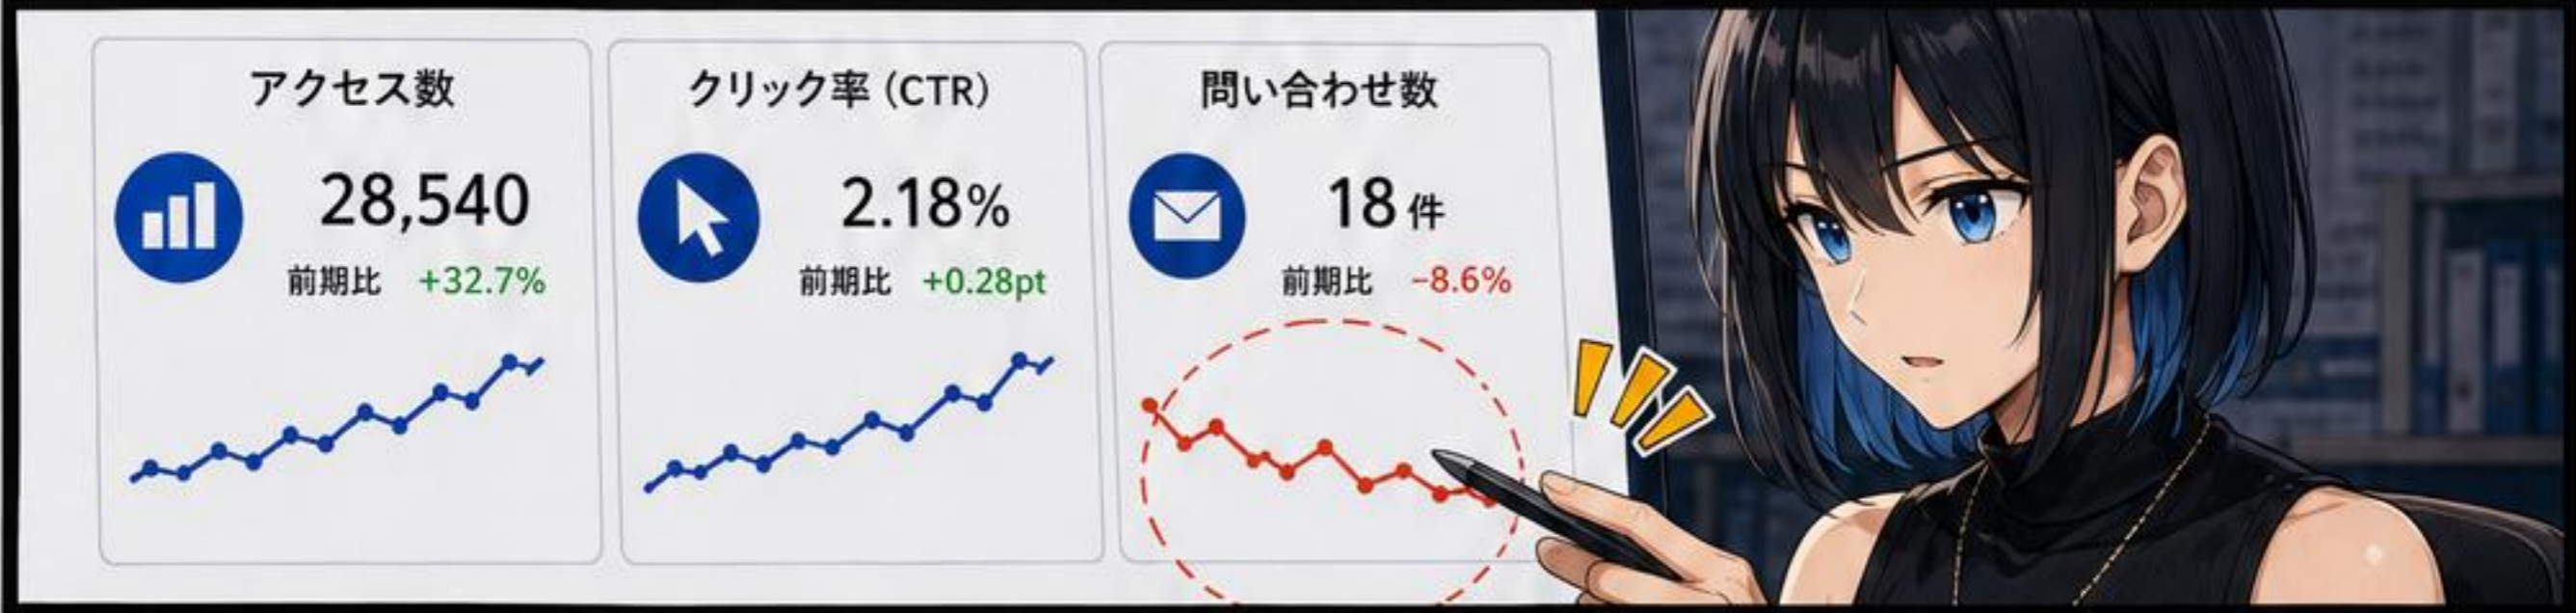 アクセス数
28,540
前期比 +32.7%
クリック率 (CTR)
2.18%
前期比 +0.28pt
問い合わせ数
18件
前期比 -8.6%